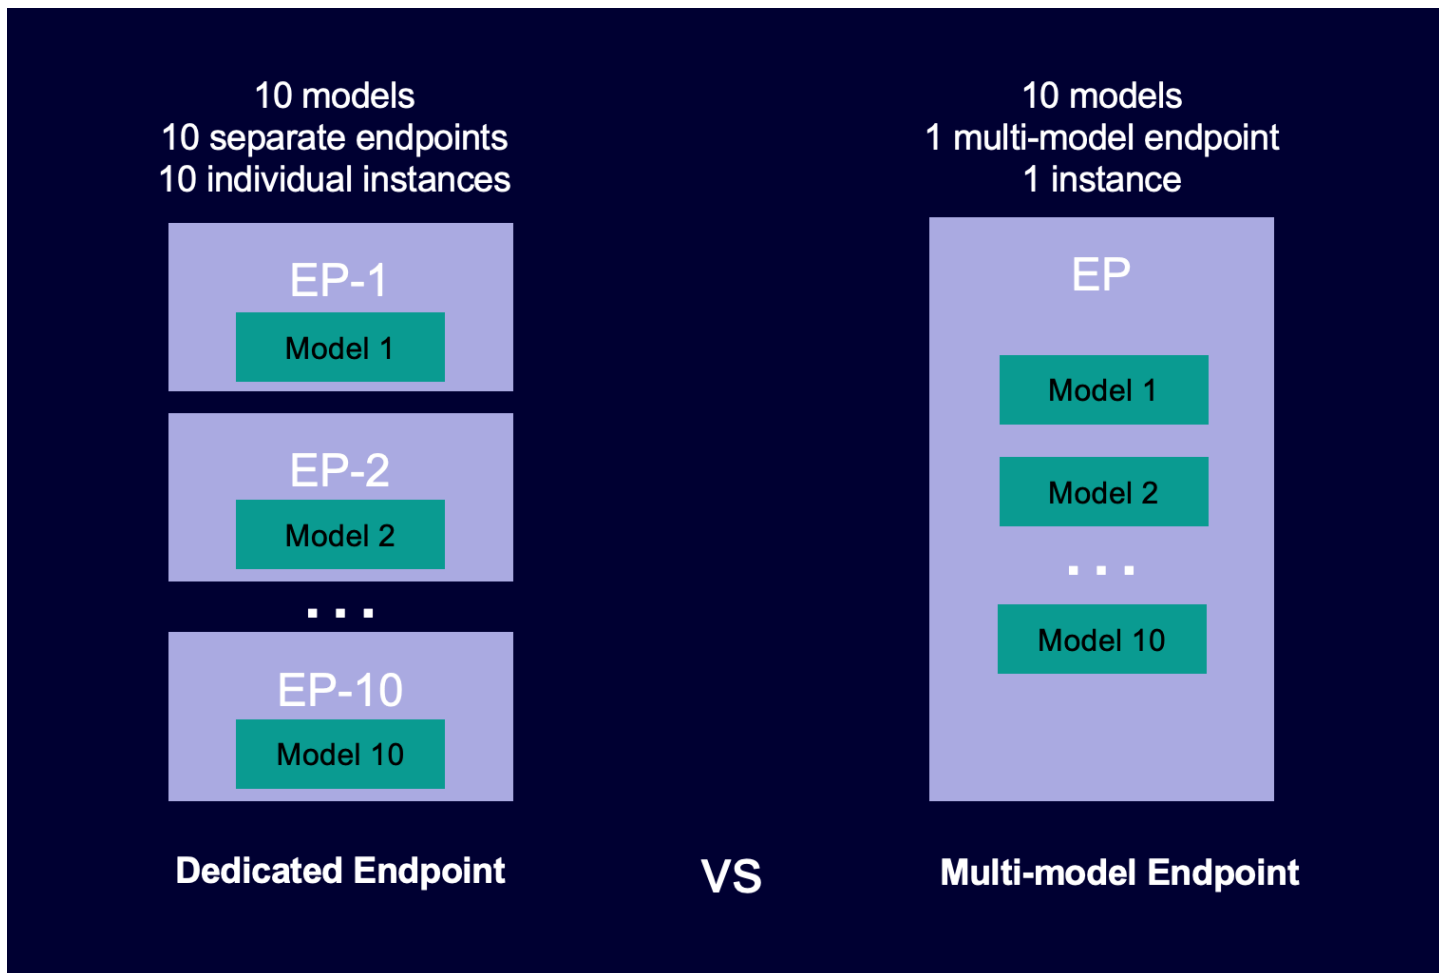 10 models
10 separate endpoints
10 individual instances
EP-1
Model 1
EP-2
Model 2
...
EP-10
Model 10
Dedicated Endpoint
VS
10 models
1 multi-model endpoint
1 instance
EP
Model 1
Model 2
...
Model 10
Multi-model Endpoint